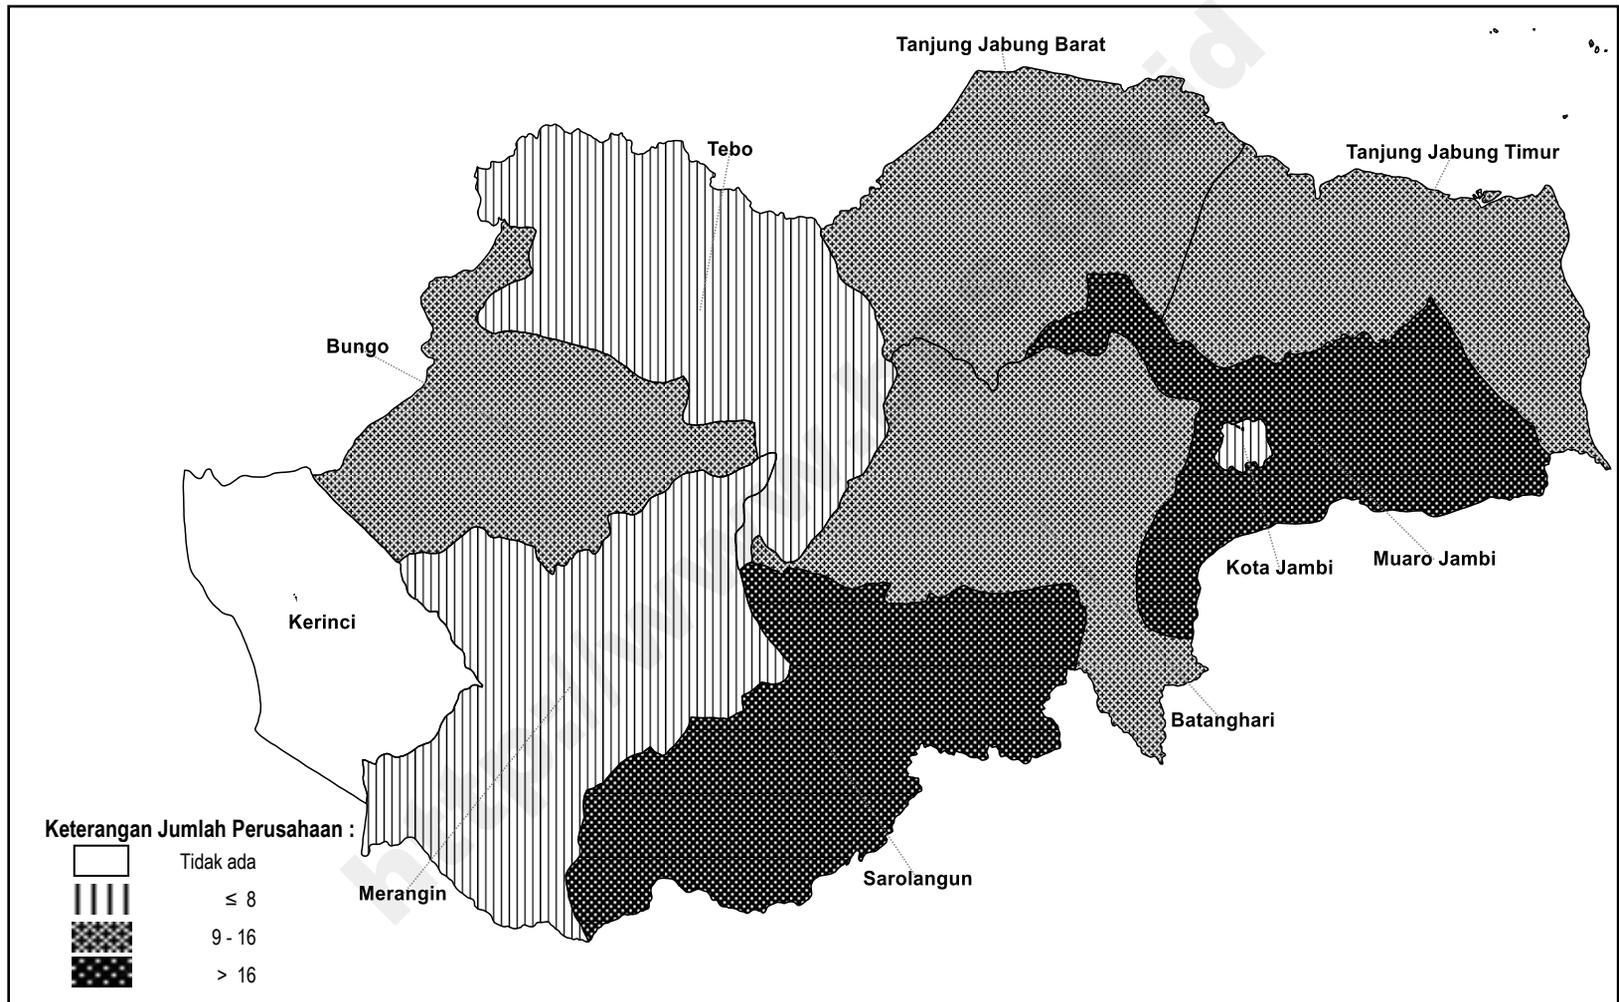 Tanjung Jabung Barat
Tebo
Tanjung Jabung Timur
Bungo
Kota Jambi
Muaro Jambi
Kerinci
Batanghari
Merangin
Sarolangun
Keterangan Jumlah Perusahaan :
Tidak ada
≤ 8
9 - 16
> 16